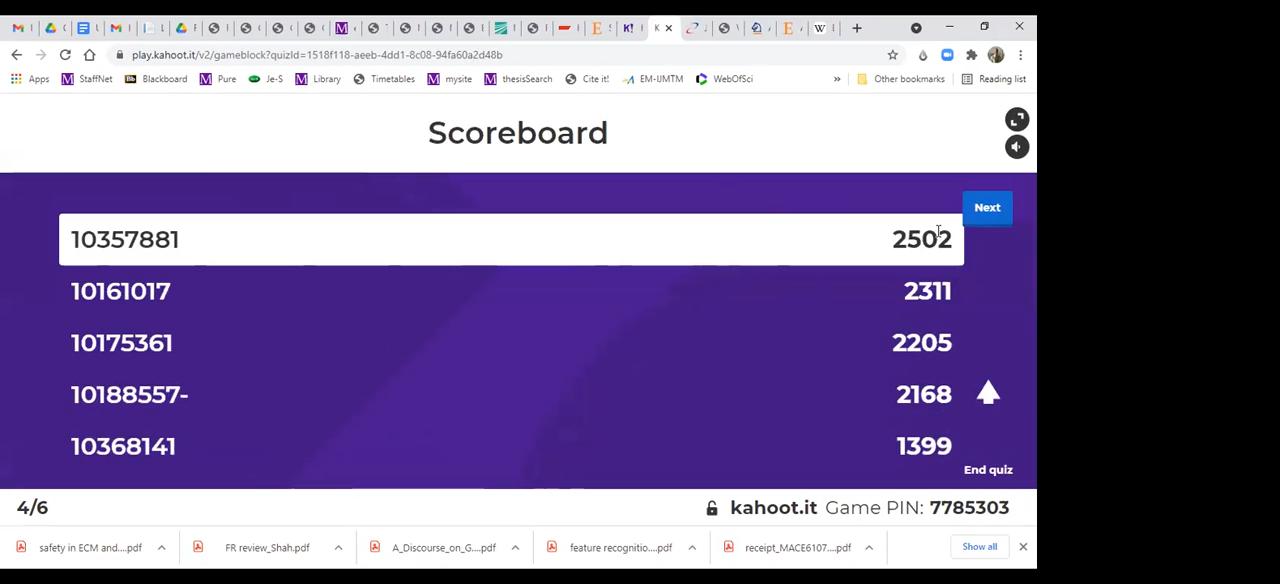 play.kahoot.it/v2/gameblock?quizId=1518f118-aeeb-4dd1-8c08-94fa60a2d48b
Apps StaffNet Blackboard Pure Je-S Library Timetables mysite thesisSearch Cite it! EM-IJMTM WebOfSci » Other bookmarks Reading list
Scoreboard
Next
10357881 2502
10161017 2311
10175361 2205
10188557- 2168
10368141 1399
End quiz
4/6 kahoot.it Game PIN: 7785303
safety in ECM and....pdf FR review_Shah.pdf A_Discourse_on_G....pdf feature recognitio....pdf receipt_MACE6107....pdf Show all